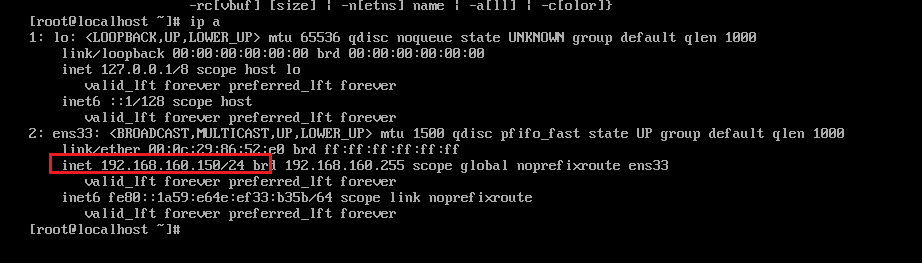 -rc[vbuf] [size] | -n[etns] name | -a[ll] | -c[olor]}
[root@localhost ~]# ip a
1: lo: <LOOPBACK,UP,LOWER_UP> mtu 65536 qdisc noqueue state UNKNOWN group default qlen 1000
link/loopback 00:00:00:00:00:00 brd 00:00:00:00:00:00
inet 127.0.0.1/8 scope host lo
valid_lft forever preferred_lft forever
inet6 ::1/128 scope host
valid_lft forever preferred_lft forever
2: ens33: <BROADCAST,MULTICAST,UP,LOWER_UP> mtu 1500 qdisc pfifo_fast state UP group default qlen 1000
link/ether 00:0c:29:86:52:e0 brd ff:ff:ff:ff:ff:ff
inet 192.168.160.150/24 brd 192.168.160.255 scope global noprefixroute ens33
valid_lft forever preferred_lft forever
inet6 fe80::1a59:e64e:ef33:b35b/64 scope link noprefixroute
valid_lft forever preferred_lft forever
[root@localhost ~]#